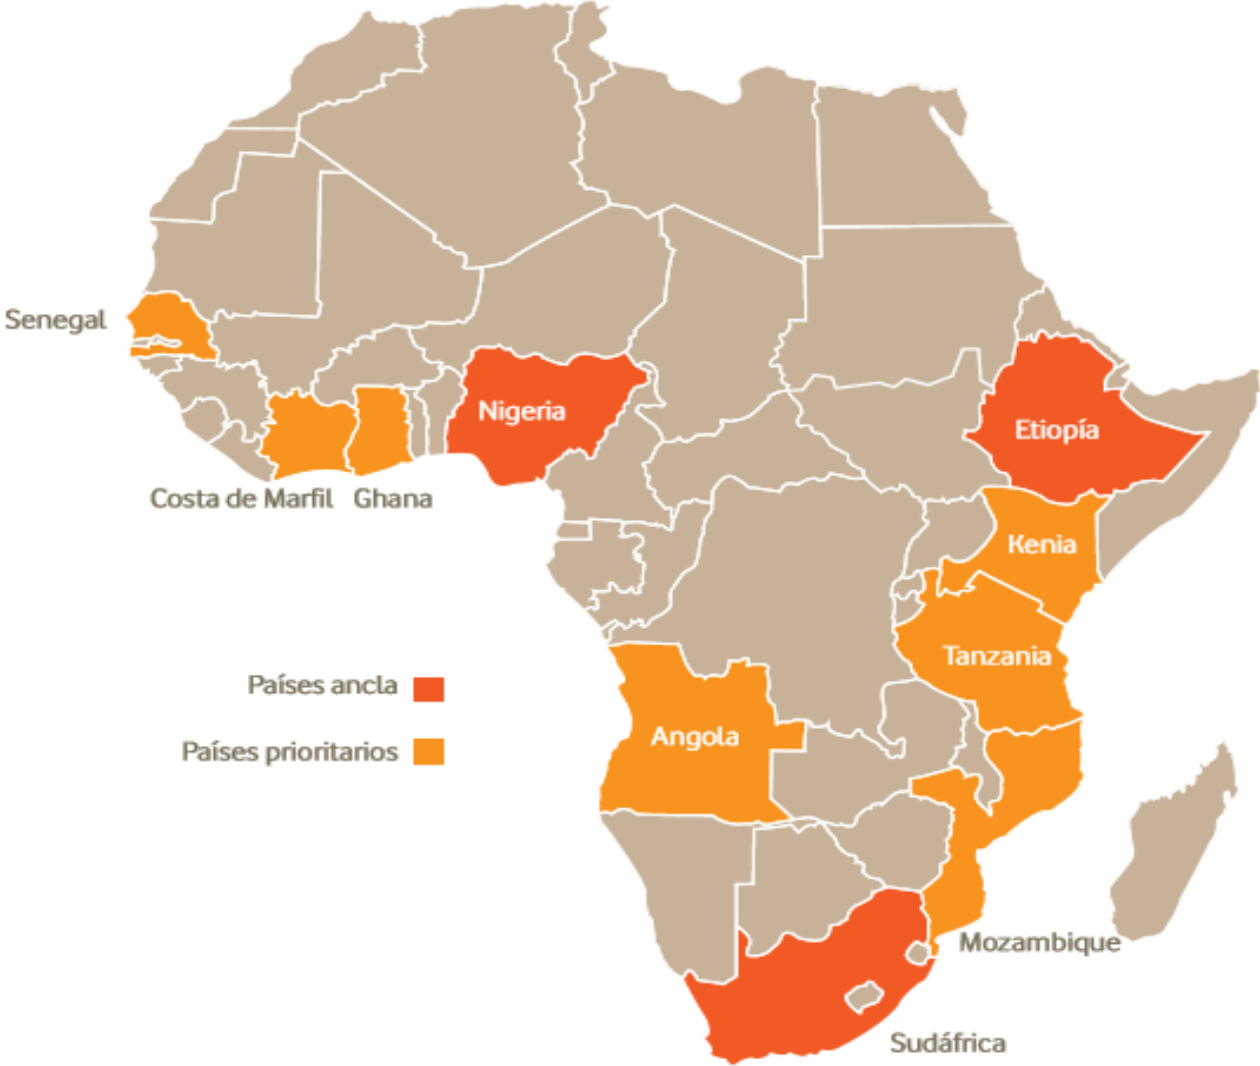 Senegal
Nigeria
Etiopía
Costa de Marfil
Ghana
Kenia
Tanzania
Países ancla
Angola
Países prioritarios
Mozambique
Sudáfrica